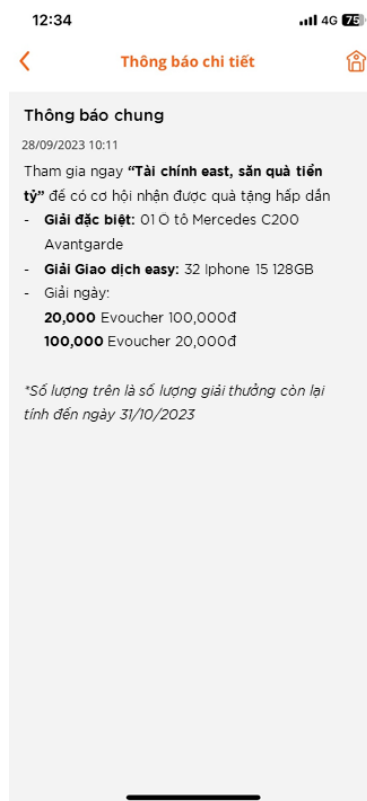 12:34
4G 75
Thông báo chi tiết
Thông báo chung
28/09/2023 10:11
Tham gia ngay “Tài chính east, săn quà tiền
tỷ” để có cơ hội nhận được quà tặng hấp dẫn
- Giải đặc biệt: 01 Ô tô Mercedes C200
Avantgarde
- Giải Giao dịch easy: 32 Iphone 15 128GB
- Giải ngày:
20,000 Evoucher 100,000đ
100,000 Evoucher 20,000đ
*Số lượng trên là số lượng giải thưởng còn lại
tính đến ngày 31/10/2023